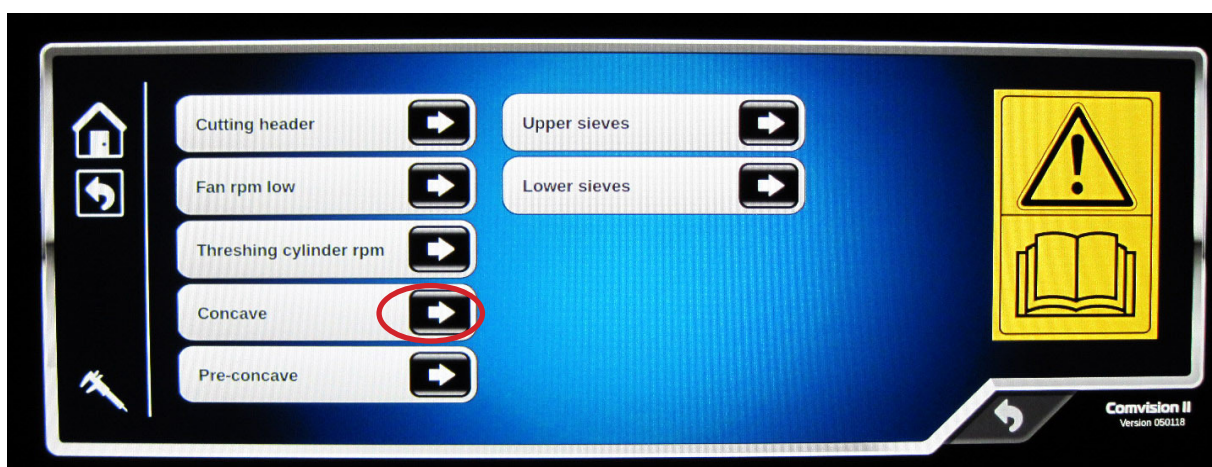 Cutting header
Fan rpm low
Threshing cylinder rpm
Concave
Pre-concave
Upper sieves
Lower sieves
Comvision II
Version 050118